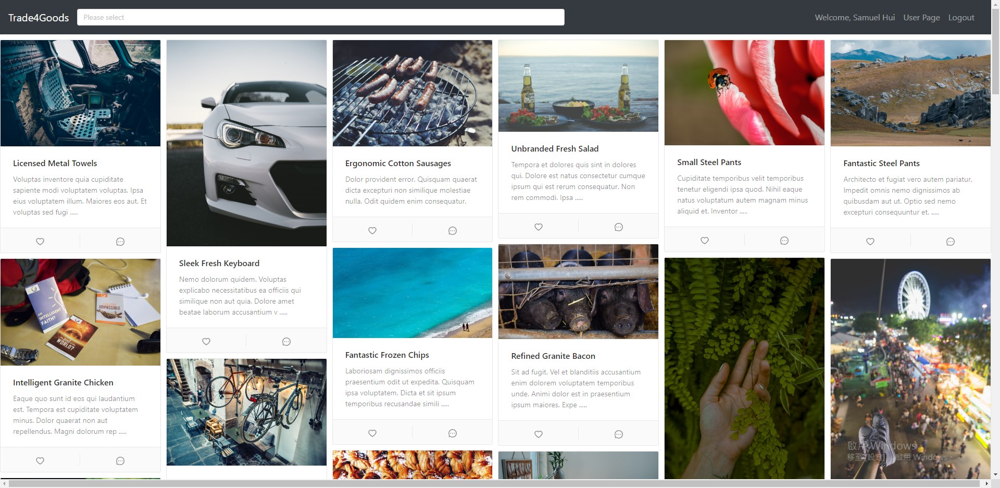 Trade4Goods
Please select
Welcome, Samuel Hui
User Page
Logout
Licensed Metal Towels
Voluptas inventore quia cupiditate
sapiente modi voluptatem voluptas. Ipsa
eius voluptatem illum. Maiores eos aut. Et
voluptas sed fugi .....
AN
INTELLIGENT
FAITH?
IMPOSSIBLE
the end
WORLD?
Intelligent Granite Chicken
Eaque quo sunt id eos qui laudantium
est. Tempora est cupiditate voluptatem
minus. Dolor quaerat non aut
repellendus. Magni dolorum rep .....
Sleek Fresh Keyboard
Nemo dolorum quidem. Voluptas
explicabo necessitatibus ea officiis qui
similique non aut quia. Dolore amet
beatae laborum accusantium v .....
Ergonomic Cotton Sausages
Dolor provident error. Quisquam quaerat
dicta excepturi non similique molestiae
nulla. Odit quidem enim consequatur.
Fantastic Frozen Chips
Laboriosam dignissimos officiis
praesentium odit ut expedita. Quisquam
ipsa voluptatem. Dicta et sit ipsum
temporibus recusandae simili .....
Unbranded Fresh Salad
Tempora et dolores quis sint in dolores
qui. Dolore est natus consectetur cumque
ipsum qui est rerum consequatur. Non
rem commodi. Ipsa .....
Refined Granite Bacon
Sit ad fugit. Vel et blanditiis accusantium
enim dolorem voluptatem temporibus
unde. Animi dolor est in praesentium
ipsum maiores. Expe .....
Small Steel Pants
Cupiditate temporibus velit temporibus
tenetur eligendi ipsa quod. Nihil eaque
natus voluptatum autem magnam minus
aliquid et. Inventor .....
Fantastic Steel Pants
Architecto et fugiat vero autem pariatur.
Impedit omnis nemo dignissimos ab
quibusdam aut ut. Optio sed nemo
excepturi consequuntur et. .....
啟用 Windows
移至 [設定] 啟用 Windows